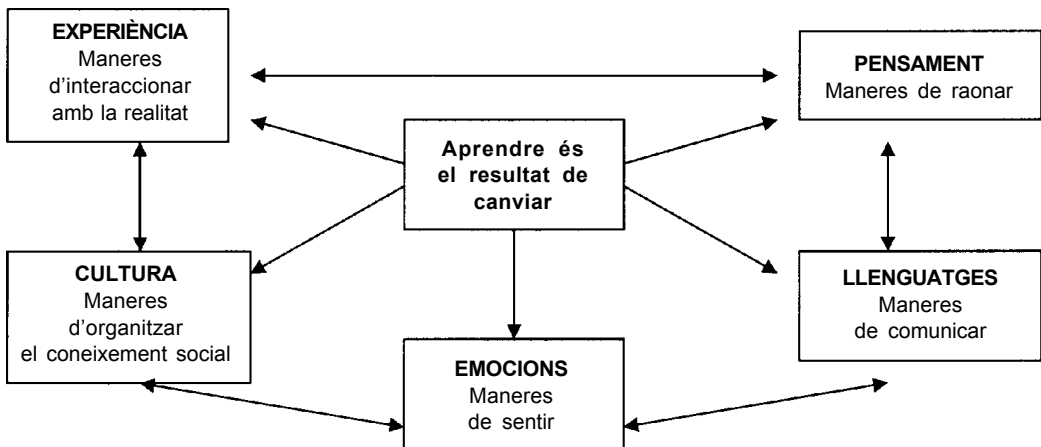 EXPERIÈNCIA
Maneres
d'interaccionar
amb la realitat
PENSAMENT
Maneres de raonar
Aprendre és
el resultat de
canviar
CULTURA
Maneres
d'organitzar
el coneixement social
LLENGUATGES
Maneres
de comunicar
EMOCIONS
Maneres
de sentir